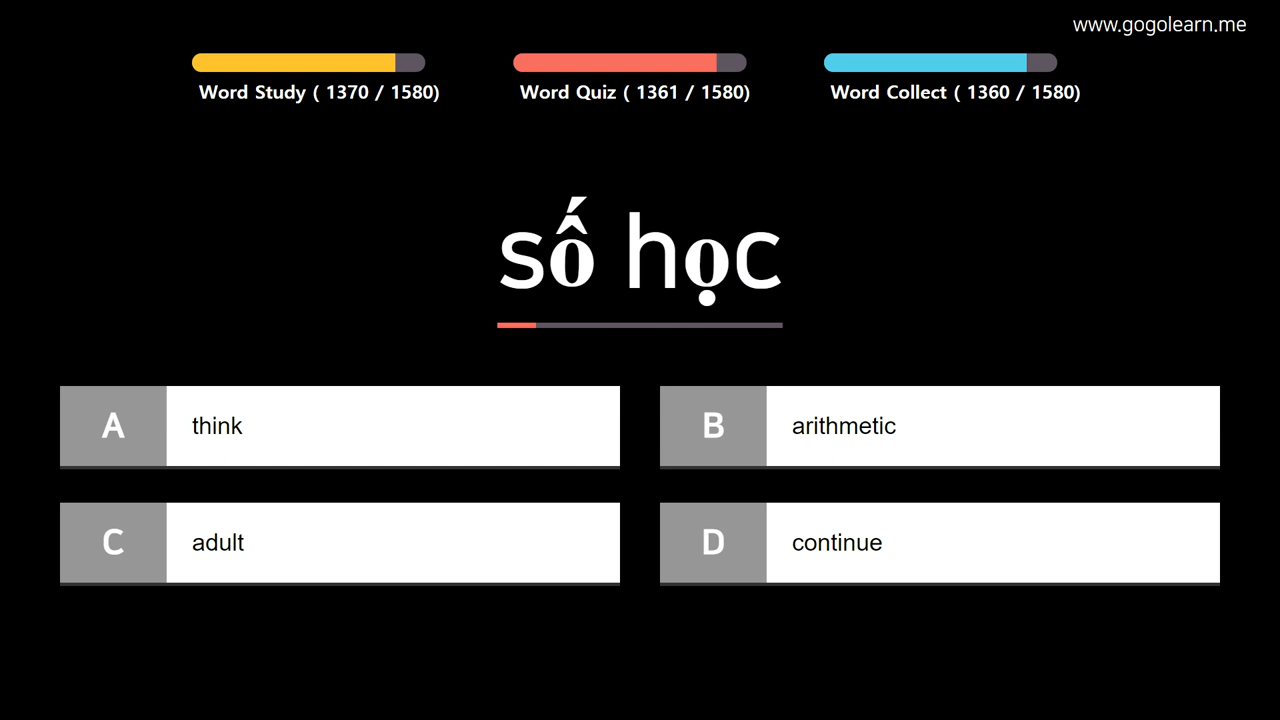 www.gogolearn.me
Word Study ( 1370 / 1580)
Word Quiz ( 1361 / 1580)
Word Collect ( 1360 / 1580)
số học
A think
B arithmetic
C adult
D continue